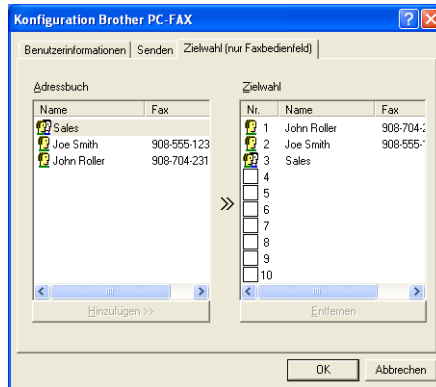 Konfiguration Brother PC-FAX
Benutzerinformationen Senden Zielwahl (nur Faxbedienfeld)
Adressbuch
Name Fax
Sales
Joe Smith 908-555-123
John Roller 908-704-231
>>
Hinzufügen >>
Zielwahl
Nr. Name Fax
1 John Roller 908-704-2
2 Joe Smith 908-555-1
3 Sales
4
5
6
7
8
9
10
Entfernen
OK Abbrechen